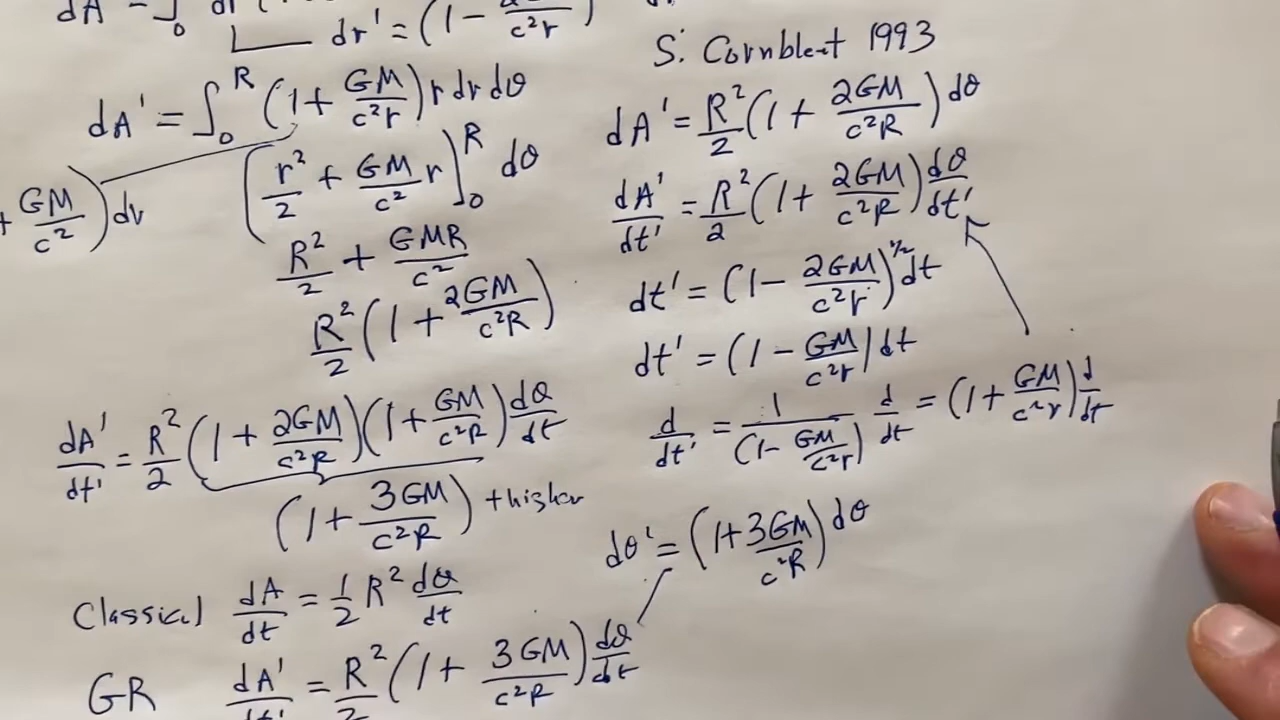 dr' = (1 - c²r)
dA' = ∫₀ᴿ (1 + GM/c²r) r dr dθ
+ GM/c²) dr
(r²/2 + GM/c² r]₀ᴿ dθ
R²/2 + GMR/c²
R²/2 (1 + 2GM/c²R)
dA'/dt' = R²/2 (1 + 2GM/c²R)(1 + GM/c²R) dθ/dt
(1 + 3GM/c²R) + higher
Classical dA/dt = 1/2 R² dθ/dt
GR dA'/dt' = R²/2 (1 + 3GM/c²R) dθ/dt
S. Cornbleet 1993
dA' = R²/2 (1 + 2GM/c²R) dθ
dA'/dt' = R²/2 (1 + 2GM/c²R) dθ/dt'
dt' = (1 - 2GM/c²r)^½ dt
dt' = (1 - GM/c²r) dt
d/dt' = 1/(1 - GM/c²r) d/dt = (1 + GM/c²r) d/dt
dθ' = (1 + 3GM/c²R) dθ